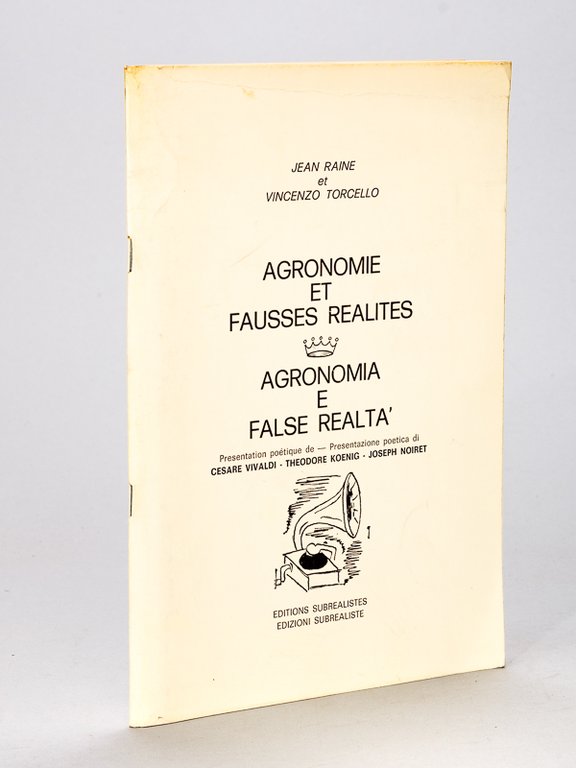 JEAN RAINE
et
VINCENZO TORCELLO
AGRONOMIE
ET
FAUSSES REALITES
AGRONOMIA
E
FALSE REALTA'
Presentation poétique de — Presentazione poetica di
CESARE VIVALDI - THEODORE KOENIG - JOSEPH NOIRET
EDITIONS SUBREALISTES
EDIZIONI SUBREALISTE